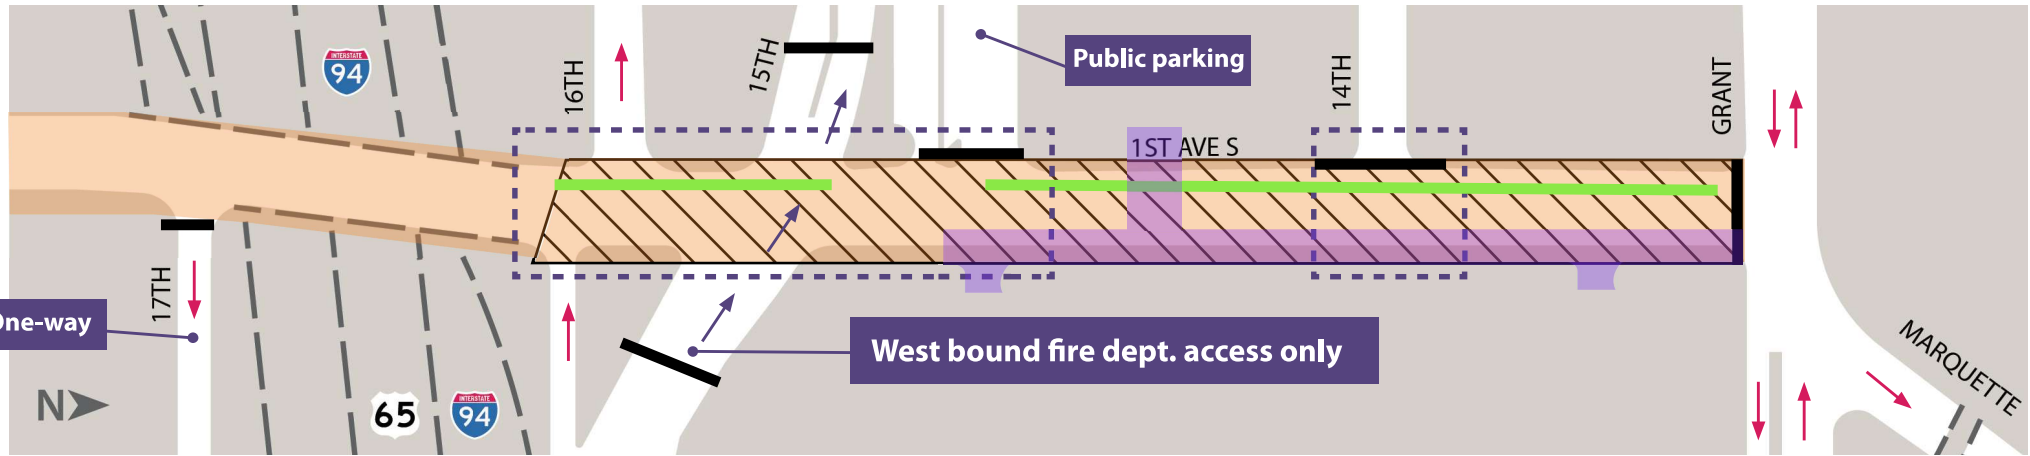 INTERSTATE
94
16TH
15TH
Public parking
14TH
GRANT
1ST AVE S
17TH
One-way
West bound fire dept. access only
N
65
INTERSTATE
94
MARQUETTE